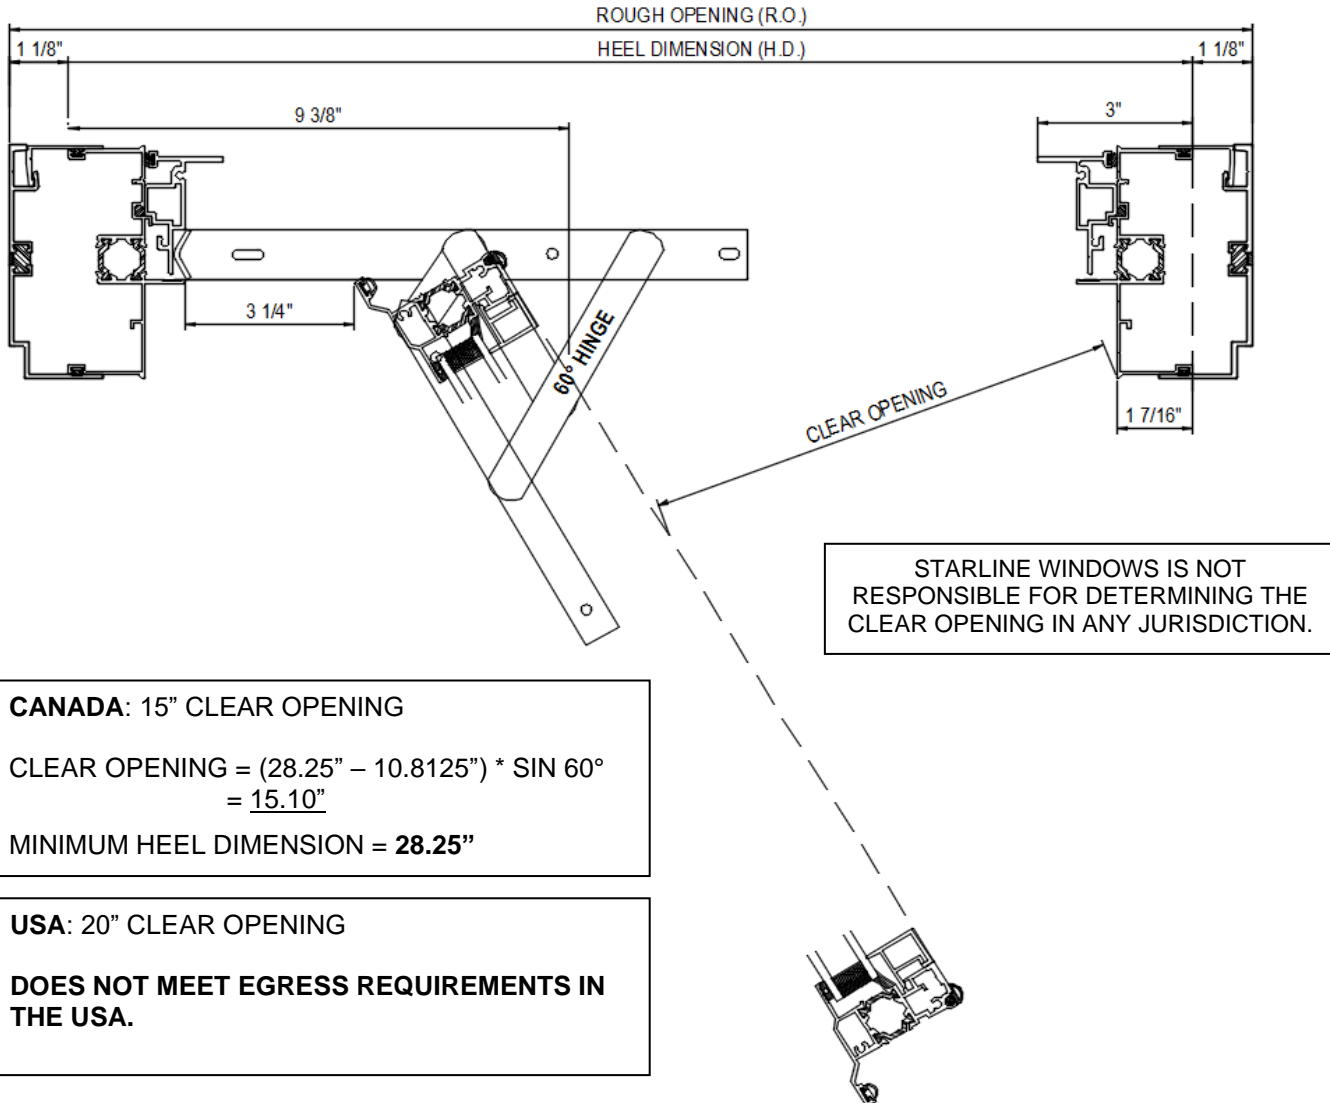 ROUGH OPENING (R.O.)
1 1/8"
HEEL DIMENSION (H.D.)
1 1/8"
9 3/8"
3"
3 1/4"
60° HINGE
CLEAR OPENING
1 7/16"
STARLINE WINDOWS IS NOT
RESPONSIBLE FOR DETERMINING THE
CLEAR OPENING IN ANY JURISDICTION.
CANADA: 15” CLEAR OPENING
CLEAR OPENING = (28.25” – 10.8125”) * SIN 60°
= 15.10”
MINIMUM HEEL DIMENSION = 28.25”
USA: 20” CLEAR OPENING
DOES NOT MEET EGRESS REQUIREMENTS IN
THE USA.